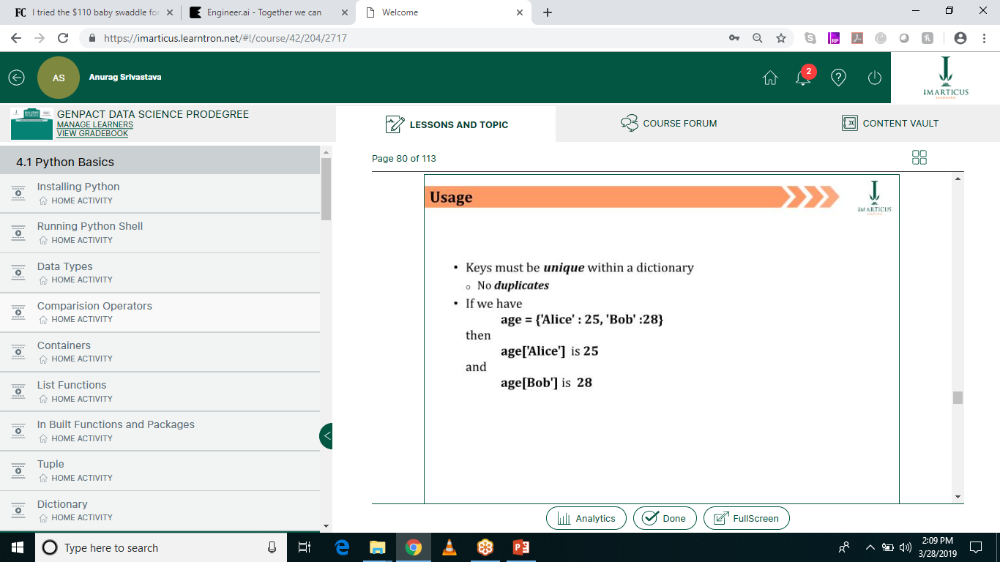 I tried the $110 baby swaddle for
Engineer.ai - Together we can
Welcome
https://imarticus.learntron.net/#!/course/42/204/2717
AS
Anurag Srivastava
2
IMARTICUS
LEARNING
GENPACT DATA SCIENCE PRODEGREE
MANAGE LEARNERS
VIEW GRADEBOOK
LESSONS AND TOPIC
COURSE FORUM
CONTENT VAULT
4.1 Python Basics
Installing Python
HOME ACTIVITY
Running Python Shell
HOME ACTIVITY
Data Types
HOME ACTIVITY
Comparision Operators
HOME ACTIVITY
Containers
HOME ACTIVITY
List Functions
HOME ACTIVITY
In Built Functions and Packages
HOME ACTIVITY
Tuple
HOME ACTIVITY
Dictionary
HOME ACTIVITY
Page 80 of 113
Usage
IMARTICUS
• Keys must be unique within a dictionary
o No duplicates
• If we have
age = {'Alice' : 25, 'Bob' :28}
then
age['Alice'] is 25
and
age[Bob'] is 28
Analytics
Done
FullScreen
Type here to search
2:09 PM
3/28/2019